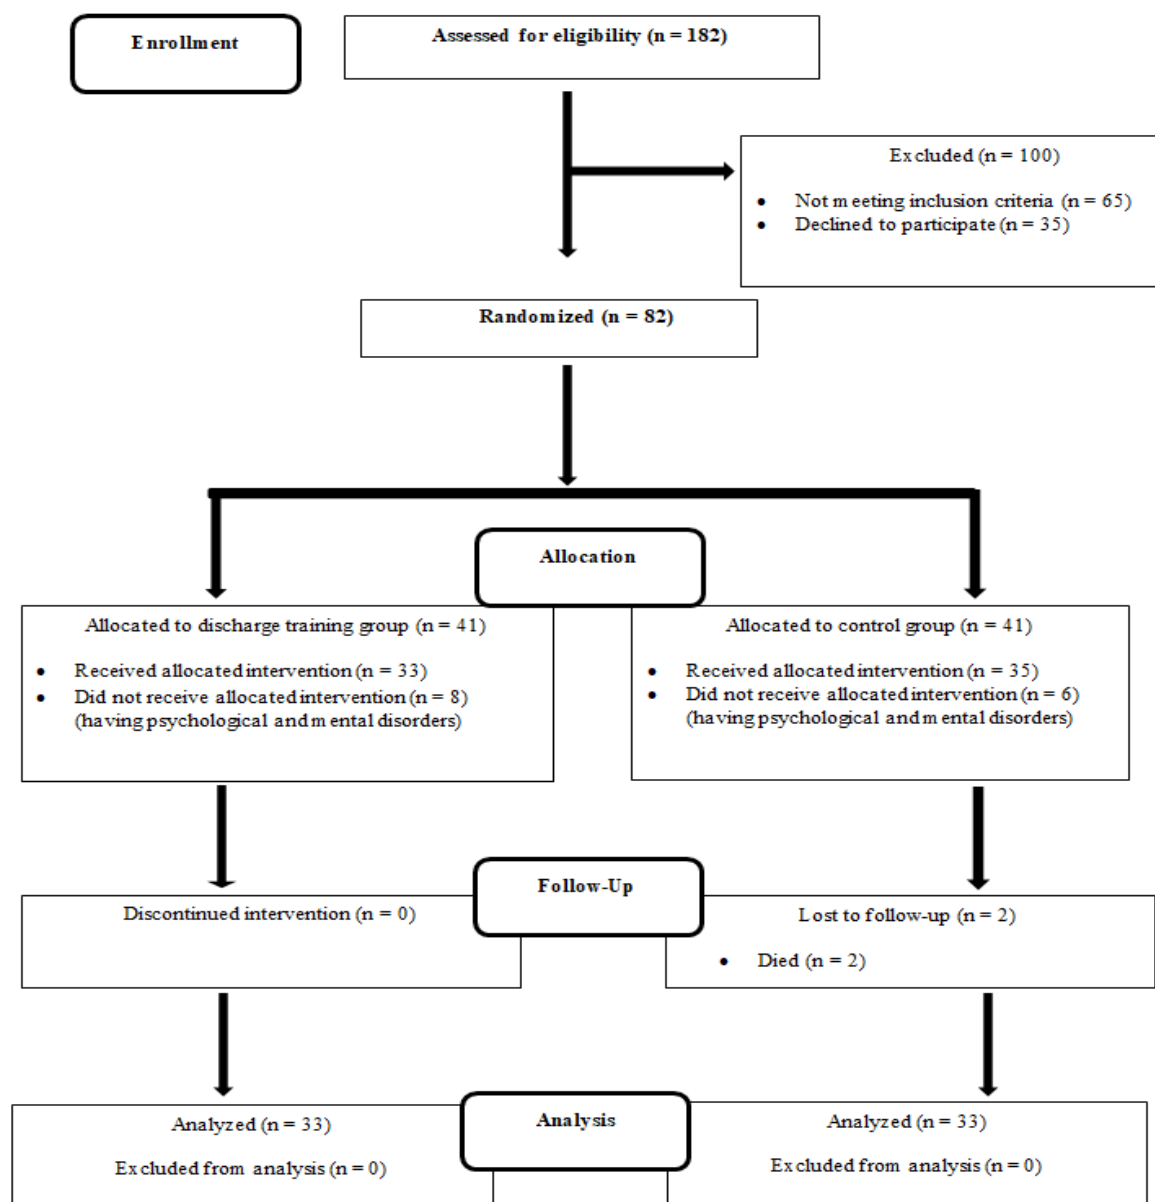 Enrollment
Assessed for eligibility (n = 182)
Excluded (n = 100)
• Not meeting inclusion criteria (n = 65)
• Declined to participate (n = 35)
Randomized (n = 82)
Allocation
Allocated to discharge training group (n = 41)
• Received allocated intervention (n = 33)
• Did not receive allocated intervention (n = 8)
(having psychological and mental disorders)
Allocated to control group (n = 41)
• Received allocated intervention (n = 35)
• Did not receive allocated intervention (n = 6)
(having psychological and mental disorders)
Follow-Up
Discontinued intervention (n = 0)
Lost to follow-up (n = 2)
• Died (n = 2)
Analysis
Analyzed (n = 33)
Excluded from analysis (n = 0)
Analyzed (n = 33)
Excluded from analysis (n = 0)